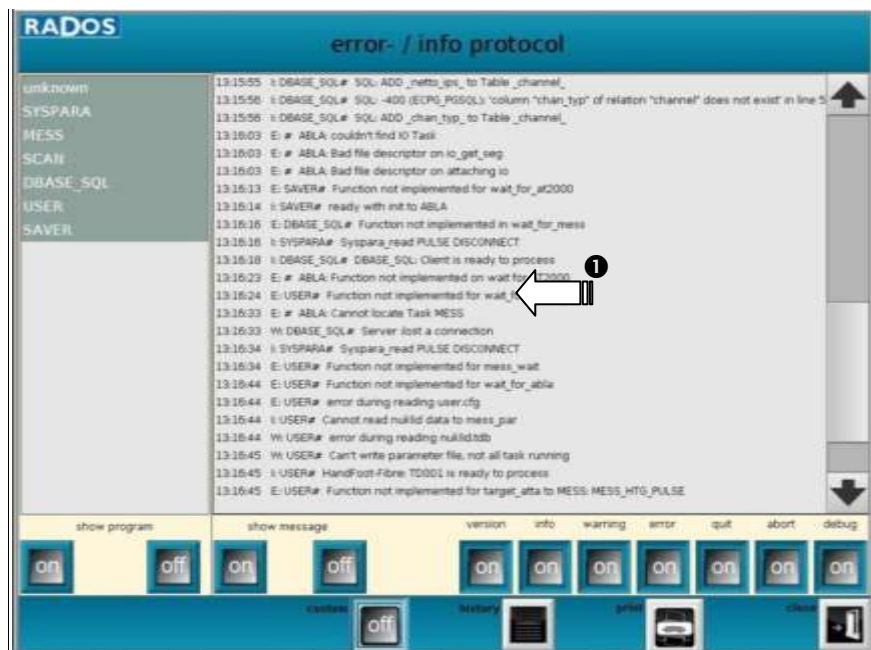 RADOS
error- / info protocol
unknown
SYSPARA
MESS
SCAN
DBASE_SQL
USER
SAVER
13:15:55 I: DBASE_SQL# SQL: ADD _netto_ips_ to Table _channel_
13:15:56 I: DBASE_SQL# SQL: -400 (ECPG_PGSQL): 'column "chan_typ" of relation "channel" does not exist' in line 5
13:15:56 I: DBASE_SQL# SQL: ADD _chan_typ_ to Table _channel_
13:16:03 E: # ABLA: couldn't find IO Task
13:16:03 E: # ABLA: Bad file descriptor on io_get_seg
13:16:03 E: # ABLA: Bad file descriptor on attaching io
13:16:13 E: SAVER# Function not implemented for wait_for_at2000
13:16:14 I: SAVER# ready with init to ABLA
13:16:16 E: DBASE_SQL# Function not implemented in wait_for_mess
13:16:16 I: SYSPARA# Syspara_read PULSE DISCONNECT
13:16:18 I: DBASE_SQL# DBASE_SQL: Client is ready to process
13:16:23 E: # ABLA: Function not implemented on wait for AT2000
13:16:24 E: USER# Function not implemented for
13:16:33 E: # ABLA: Cannot locate Task MESS
13:16:33 W: DBASE_SQL# Server :lost a connection
13:16:34 I: SYSPARA# Syspara_read PULSE DISCONNECT
13:16:34 E: USER# Function not implemented for mess_wait
13:16:44 E: USER# Function not implemented for wait_for_abla
13:16:44 E: USER# error during reading user.cfg
13:16:44 I: USER# Cannot read nuklid data to mess_par
13:16:44 W: USER# error during reading nuklid.tdb
13:16:45 W: USER# Can't write parameter file, not all task running
13:16:45 I: USER# HandFoot-Fibre: TD001 is ready to process
13:16:45 E: USER# Function not implemented for target_atta to MESS: MESS_HTG_PULSE
1
show program
show message
version info warning error quit abort debug
on off on off on on on on on on on
custom history print close
off